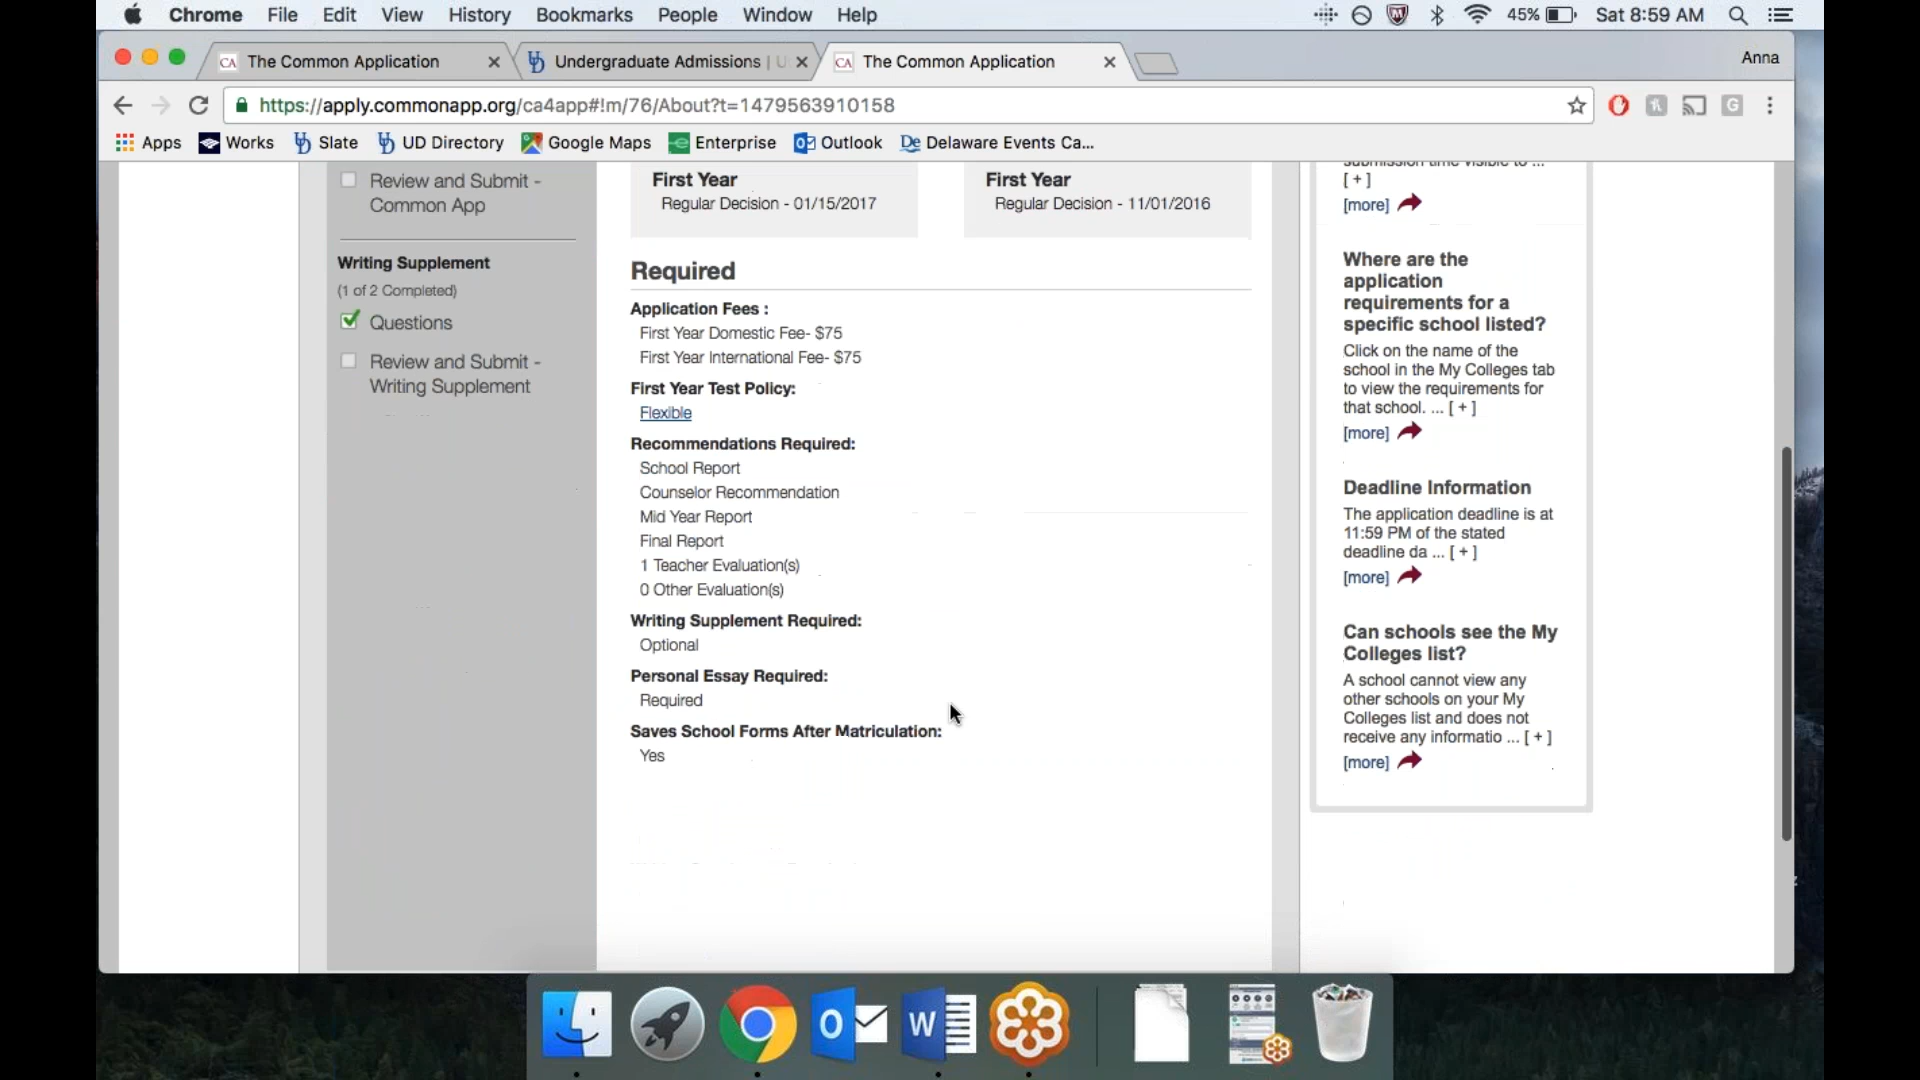 Chrome File Edit View History Bookmarks People Window Help 45% Sat 8:59 AM
The Common Application
Undergraduate Admissions | U
The Common Application
Anna
https://apply.commonapp.org/ca4app#!m/76/About?t=1479563910158
Apps Works Slate UD Directory Google Maps Enterprise Outlook Delaware Events Ca...
Review and Submit -
Common App
Writing Supplement
(1 of 2 Completed)
Questions
Review and Submit -
Writing Supplement
First Year
Regular Decision - 01/15/2017
First Year
Regular Decision - 11/01/2016
Required
Application Fees :
First Year Domestic Fee- $75
First Year International Fee- $75
First Year Test Policy:
Flexible
Recommendations Required:
School Report
Counselor Recommendation
Mid Year Report
Final Report
1 Teacher Evaluation(s)
0 Other Evaluation(s)
Writing Supplement Required:
Optional
Personal Essay Required:
Required
Saves School Forms After Matriculation:
Yes
submission time visible to ...
[ + ]
[more]
Where are the
application
requirements for a
specific school listed?
Click on the name of the
school in the My Colleges tab
to view the requirements for
that school. ... [ + ]
[more]
Deadline Information
The application deadline is at
11:59 PM of the stated
deadline da ... [ + ]
[more]
Can schools see the My
Colleges list?
A school cannot view any
other schools on your My
Colleges list and does not
receive any informatio ... [ + ]
[more]